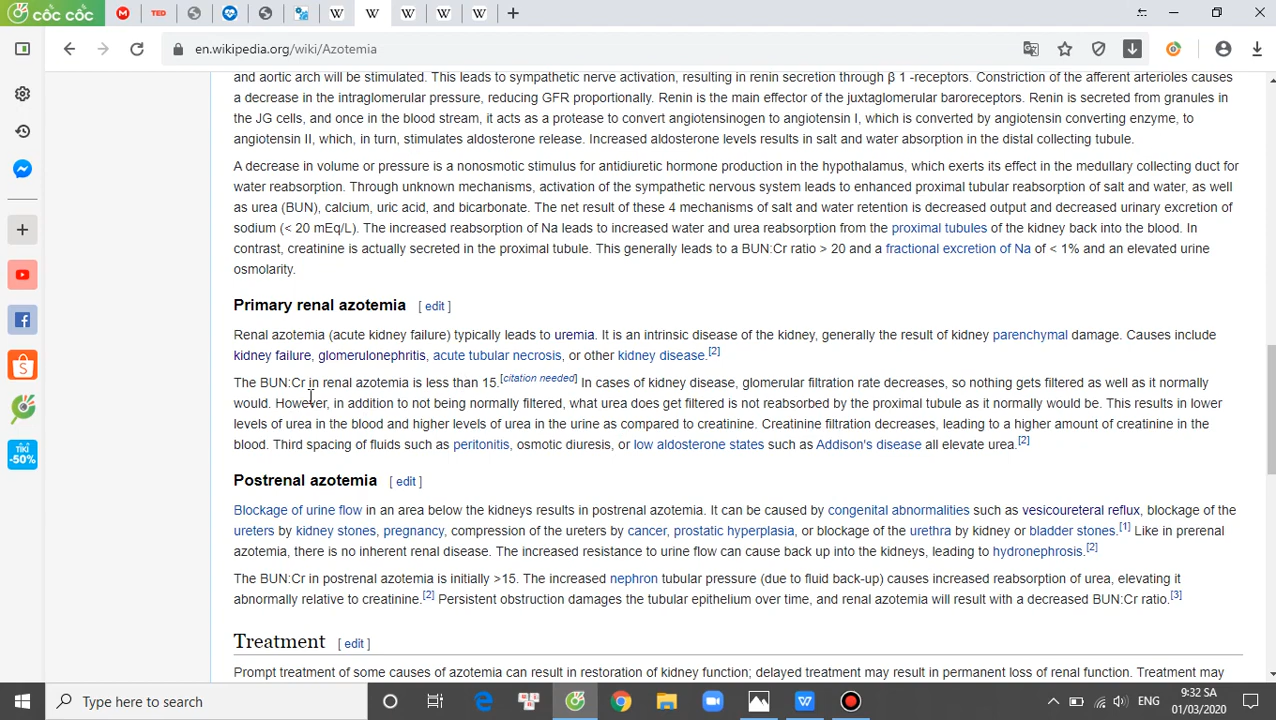 cốc cốc
TED
en.wikipedia.org/wiki/Azotemia
and aortic arch will be stimulated. This leads to sympathetic nerve activation, resulting in renin secretion through β 1 -receptors. Constriction of the afferent arterioles causes
a decrease in the intraglomerular pressure, reducing GFR proportionally. Renin is the main effector of the juxtaglomerular baroreceptors. Renin is secreted from granules in
the JG cells, and once in the blood stream, it acts as a protease to convert angiotensinogen to angiotensin I, which is converted by angiotensin converting enzyme, to
angiotensin II, which, in turn, stimulates aldosterone release. Increased aldosterone levels results in salt and water absorption in the distal collecting tubule.
A decrease in volume or pressure is a nonosmotic stimulus for antidiuretic hormone production in the hypothalamus, which exerts its effect in the medullary collecting duct for
water reabsorption. Through unknown mechanisms, activation of the sympathetic nervous system leads to enhanced proximal tubular reabsorption of salt and water, as well
as urea (BUN), calcium, uric acid, and bicarbonate. The net result of these 4 mechanisms of salt and water retention is decreased output and decreased urinary excretion of
sodium (< 20 mEq/L). The increased reabsorption of Na leads to increased water and urea reabsorption from the proximal tubules of the kidney back into the blood. In
contrast, creatinine is actually secreted in the proximal tubule. This generally leads to a BUN:Cr ratio > 20 and a fractional excretion of Na of < 1% and an elevated urine
osmolarity.
Primary renal azotemia [ edit ]
Renal azotemia (acute kidney failure) typically leads to uremia. It is an intrinsic disease of the kidney, generally the result of kidney parenchymal damage. Causes include
kidney failure, glomerulonephritis, acute tubular necrosis, or other kidney disease.[2]
The BUN:Cr in renal azotemia is less than 15.[citation needed] In cases of kidney disease, glomerular filtration rate decreases, so nothing gets filtered as well as it normally
would. However, in addition to not being normally filtered, what urea does get filtered is not reabsorbed by the proximal tubule as it normally would be. This results in lower
levels of urea in the blood and higher levels of urea in the urine as compared to creatinine. Creatinine filtration decreases, leading to a higher amount of creatinine in the
blood. Third spacing of fluids such as peritonitis, osmotic diuresis, or low aldosterone states such as Addison's disease all elevate urea.[2]
Postrenal azotemia [ edit ]
Blockage of urine flow in an area below the kidneys results in postrenal azotemia. It can be caused by congenital abnormalities such as vesicoureteral reflux, blockage of the
ureters by kidney stones, pregnancy, compression of the ureters by cancer, prostatic hyperplasia, or blockage of the urethra by kidney or bladder stones.[1] Like in prerenal
azotemia, there is no inherent renal disease. The increased resistance to urine flow can cause back up into the kidneys, leading to hydronephrosis.[2]
The BUN:Cr in postrenal azotemia is initially >15. The increased nephron tubular pressure (due to fluid back-up) causes increased reabsorption of urea, elevating it
abnormally relative to creatinine.[2] Persistent obstruction damages the tubular epithelium over time, and renal azotemia will result with a decreased BUN:Cr ratio.[3]
Treatment [ edit ]
Prompt treatment of some causes of azotemia can result in restoration of kidney function; delayed treatment may result in permanent loss of renal function. Treatment may
TIKI
-50%
Type here to search
ENG
9:32 SA
01/03/2020